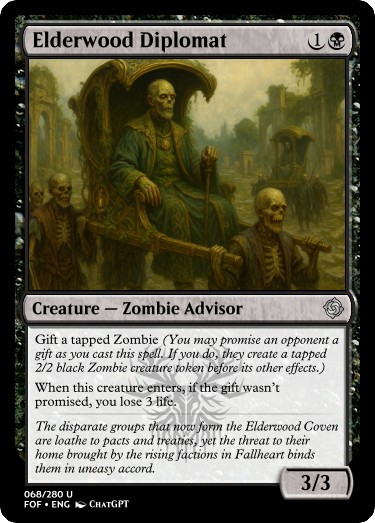 Elderwood Diplomat 1
Creature — Zombie Advisor
Gift a tapped Zombie (You may promise an opponent a
gift as you cast this spell. If you do, they create a tapped
2/2 black Zombie creature token before its other effects.)
When this creature enters, if the gift wasn't
promised, you lose 3 life.
The disparate groups that now form the Elderwood Coven
are loathe to pacts and treaties, yet the threat to their
home brought by the rising factions in Fallheart binds
them in uneasy accord.
3/3
068/280 U
FOF • ENG ChatGPT